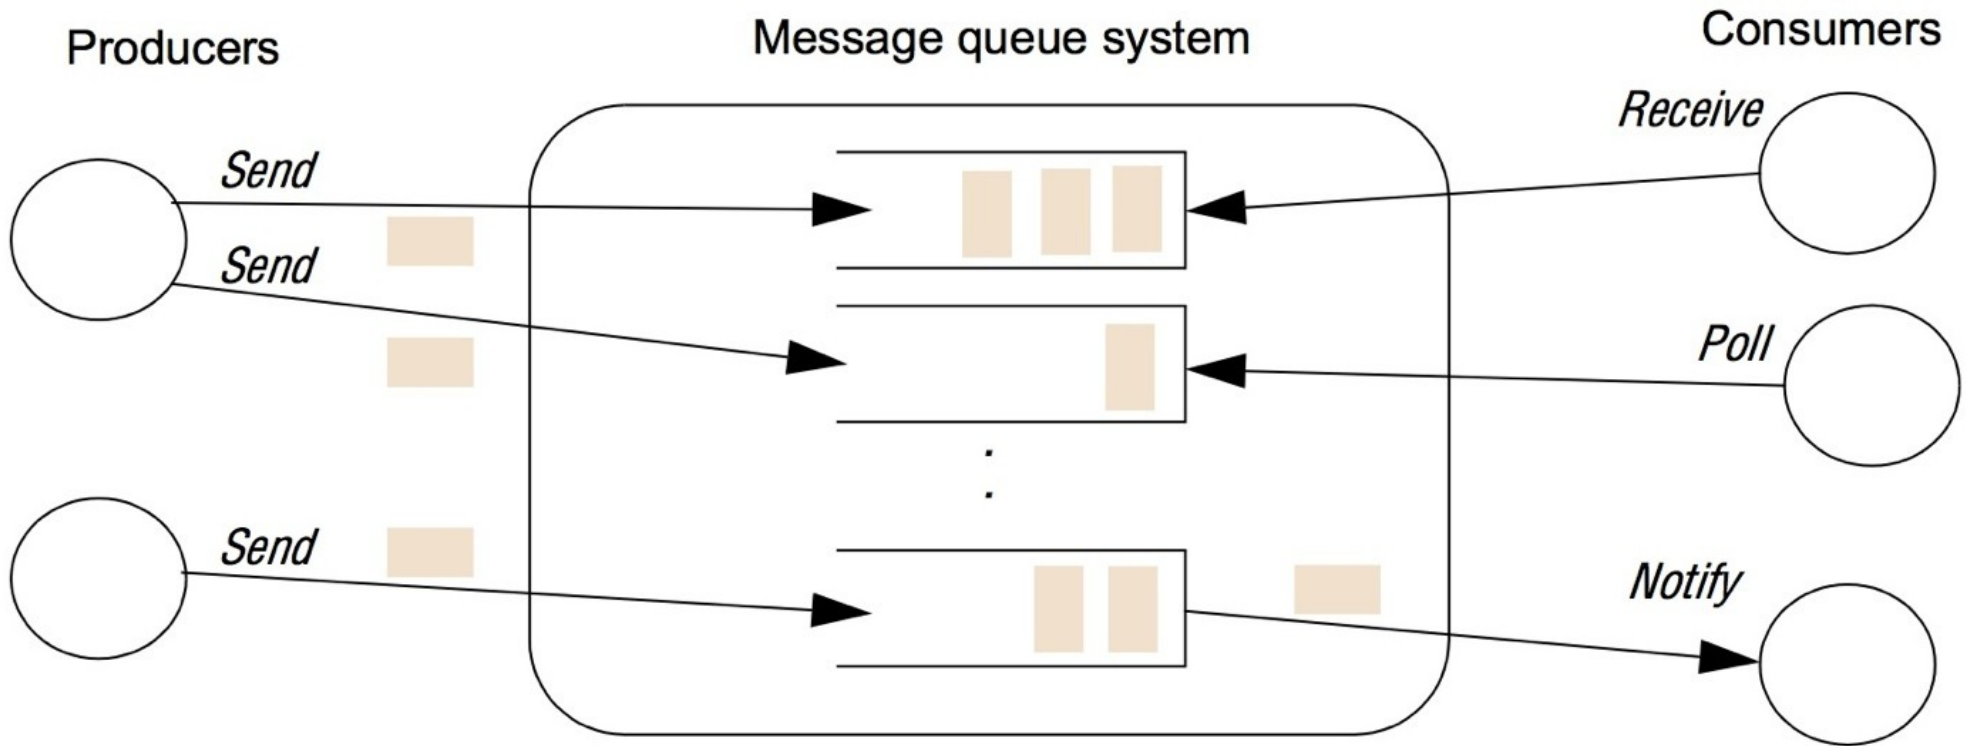 Producers
Message queue system
Consumers
Send
Receive
Send
Poll
Send
Notify